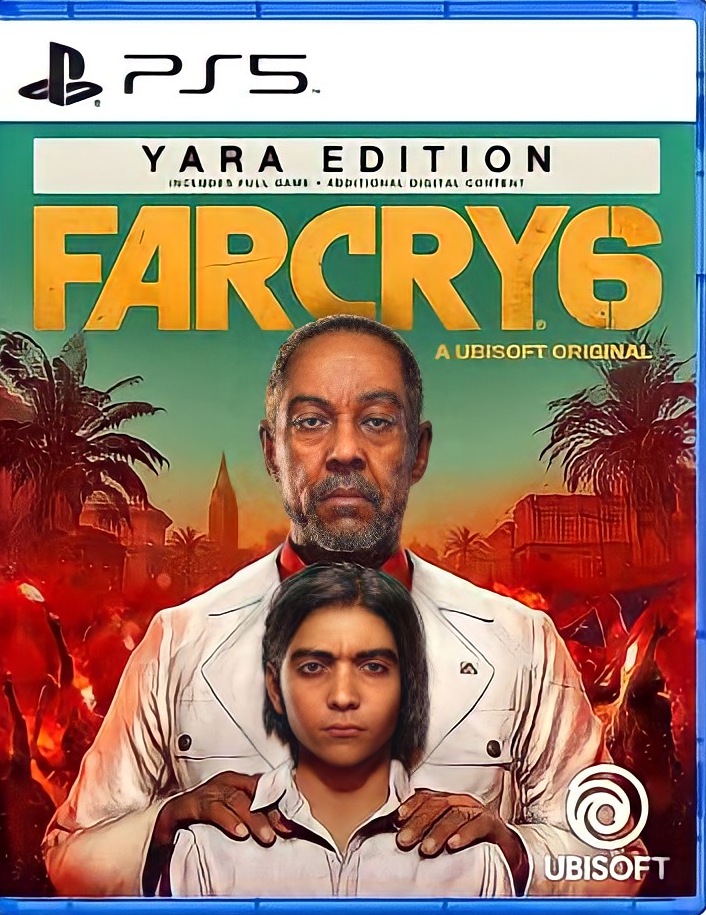 PS5
YARA EDITION
INCLUDES FULL GAME • ADDITIONAL DIGITAL CONTENT
FARCRY6
A UBISOFT ORIGINAL
UBISOFT